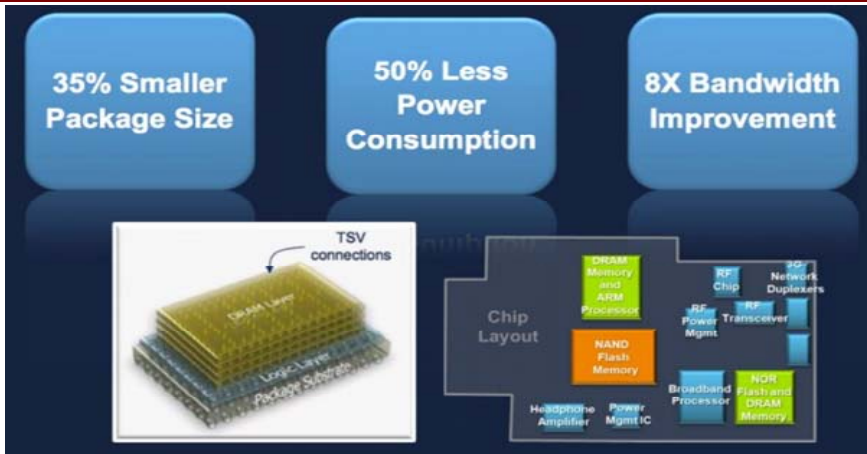 35% Smaller
Package Size
50% Less
Power
Consumption
8X Bandwidth
Improvement
TSV
connections
DRAM Layer
Logic Layer
Package Substrate
Chip
Layout
DRAM
Memory
and
ARM
Processor
NAND
Flash
Memory
RF
Chip
3G
Network
Duplexers
RF
Power
Mgmt
RF
Transceiver
Broadband
Processor
NOR
Flash and
DRAM
Memory
Headphone
Amplifier
Power
Mgmt IC